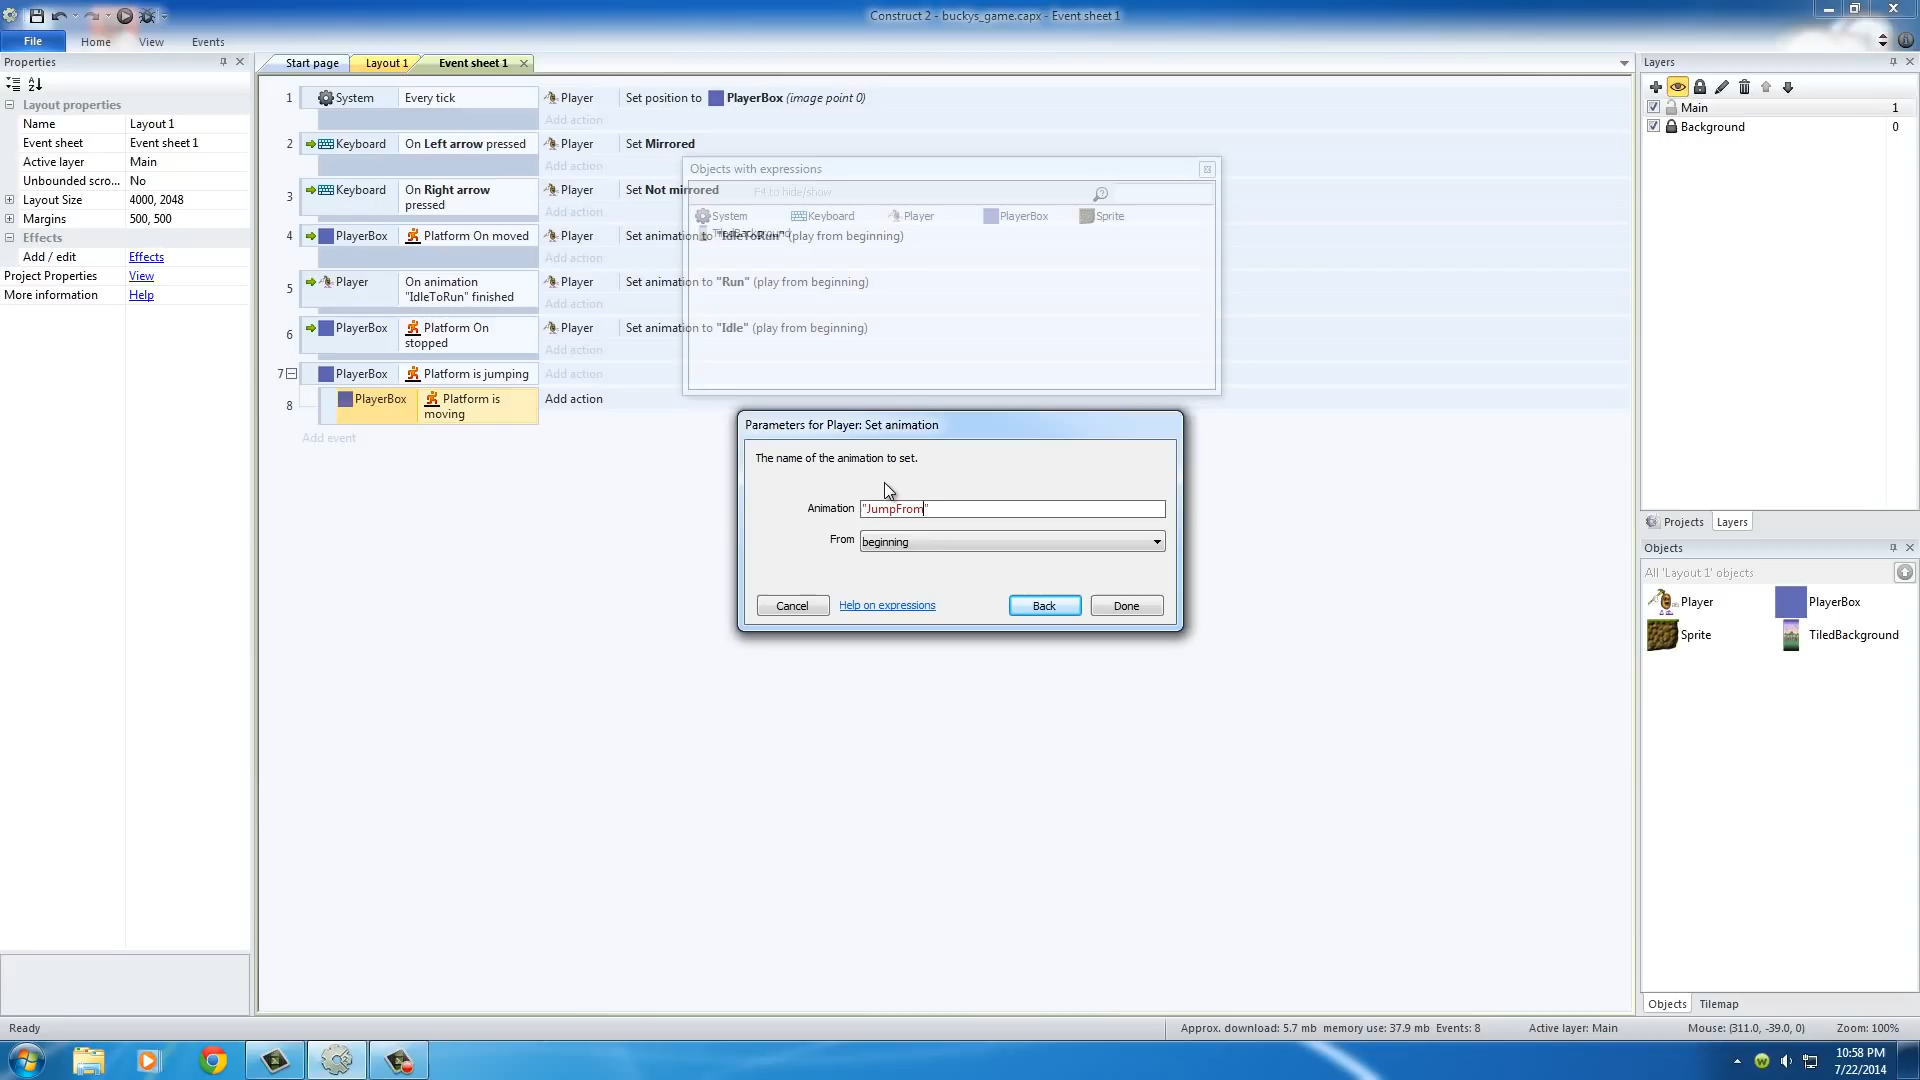 Construct 2 - buckys_game.capx - Event sheet 1
File Home View Events
Properties
Layout properties
Name Layout 1
Event sheet Event sheet 1
Active layer Main
Unbounded scro... No
Layout Size 4000, 2048
Margins 500, 500
Effects
Add / edit Effects
Project Properties View
More information Help
Start page Layout 1 Event sheet 1
1 System Every tick Player Set position to PlayerBox (image point 0)
Add action
2 Keyboard On Left arrow pressed Player Set Mirrored
Add action
3 Keyboard On Right arrow pressed Player Set Not mirrored
Add action
4 PlayerBox Platform On moved Player Set animation to "IdleToRun" (play from beginning)
Add action
5 Player On animation "IdleToRun" finished Player Set animation to "Run" (play from beginning)
Add action
6 PlayerBox Platform On stopped Player Set animation to "Idle" (play from beginning)
Add action
7 PlayerBox Platform is jumping Add action
8 PlayerBox Platform is moving Add action
Add event
Objects with expressions
F4 to hide/show
System Keyboard Player PlayerBox Sprite
TiledBackground
Parameters for Player: Set animation
The name of the animation to set.
Animation "JumpFrom"
From beginning
Cancel Help on expressions Back Done
Layers
Main 1
Background 0
Projects Layers
Objects
All 'Layout 1' objects
Player PlayerBox
Sprite TiledBackground
Objects Tilemap
Ready
Approx. download: 5.7 mb memory use: 37.9 mb Events: 8 Active layer: Main Mouse: (311.0, -39.0, 0) Zoom: 100%
10:58 PM
7/22/2014